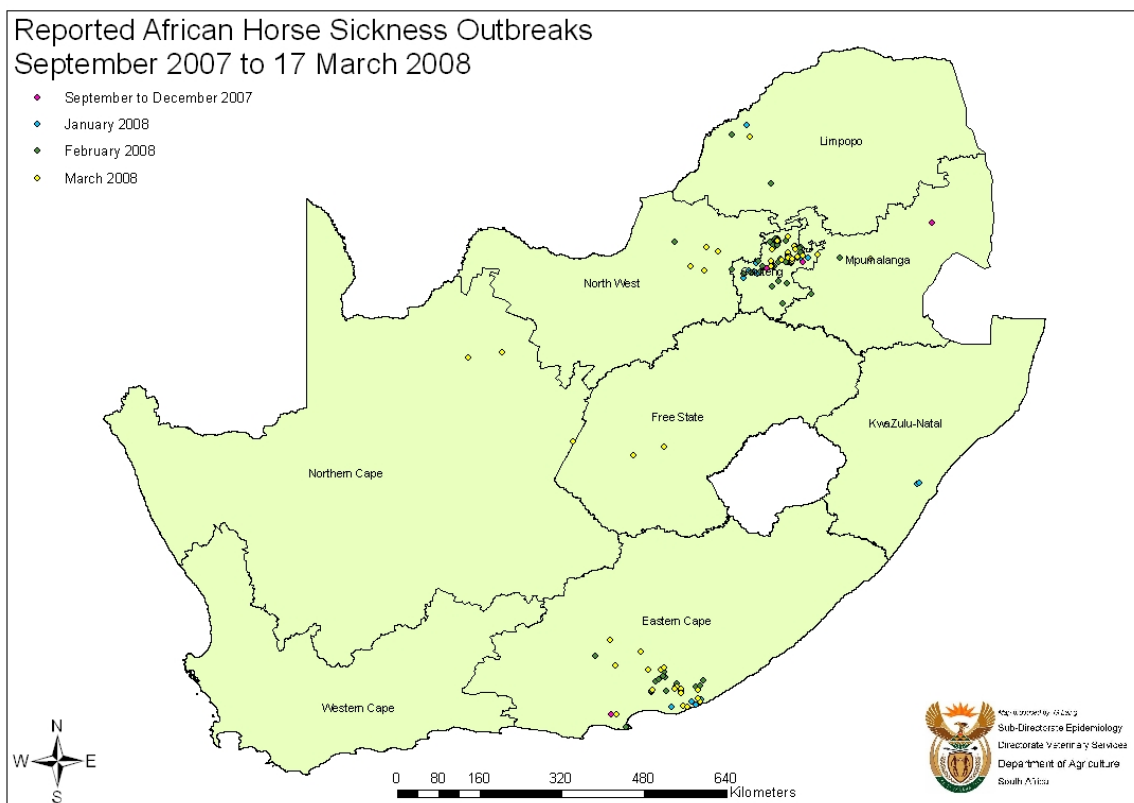 Reported African Horse Sickness Outbreaks
September 2007 to 17 March 2008
September to December 2007
January 2008
February 2008
March 2008
Limpopo
Mpumalanga
Gauteng
North West
Free State
KwaZulu-Natal
Northern Cape
Eastern Cape
Western Cape
N
W E
S
0 80 160 320 480 640
Kilometers
Sub-Directorate Epidemiology
Directorate Veterinary Services
Department of Agriculture
South Africa